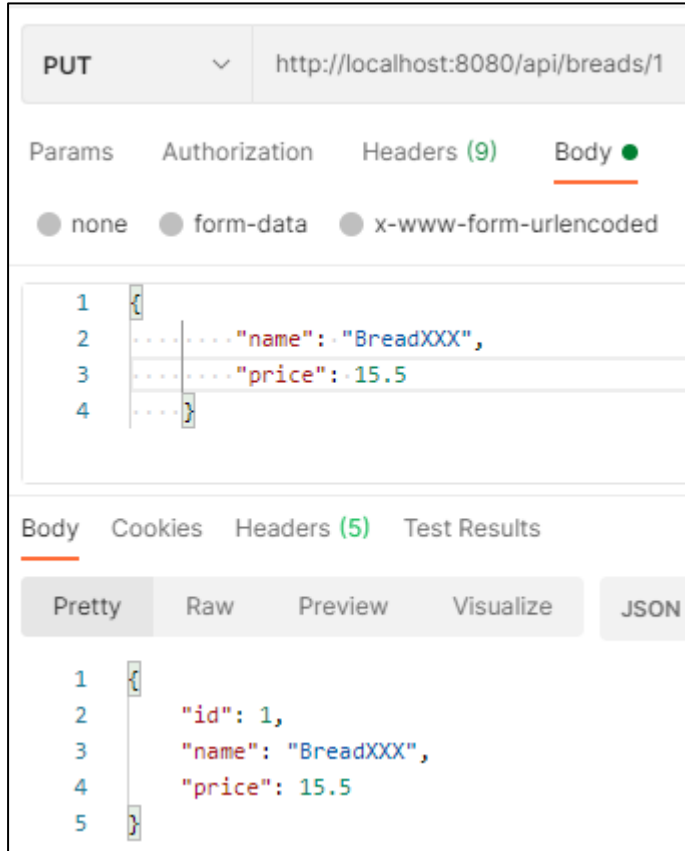 PUT http://localhost:8080/api/breads/1
Params Authorization Headers (9) Body
none form-data x-www-form-urlencoded
1 {
2 "name": "BreadXXX",
3 "price": 15.5
4 }
Body Cookies Headers (5) Test Results
Pretty Raw Preview Visualize JSON
1 {
2 "id": 1,
3 "name": "BreadXXX",
4 "price": 15.5
5 }